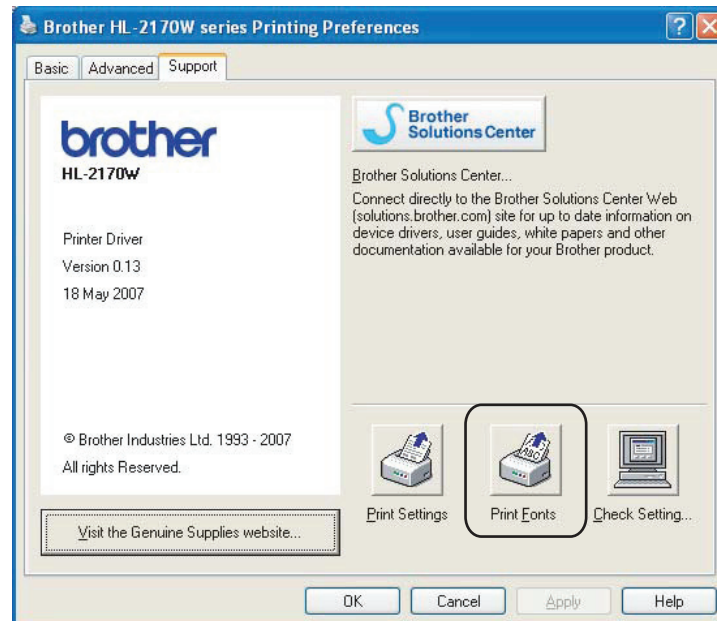 Brother HL-2170W series Printing Preferences
Basic Advanced Support
brother
HL-2170W
Printer Driver
Version 0.13
18 May 2007
© Brother Industries Ltd. 1993 - 2007
All rights Reserved.
Visit the Genuine Supplies website...
Brother
Solutions Center
Brother Solutions Center...
Connect directly to the Brother Solutions Center Web
(solutions.brother.com) site for up to date information on
device drivers, user guides, white papers and other
documentation available for your Brother product.
ABC
Print Settings Print Fonts Check Setting...
OK Cancel Apply Help